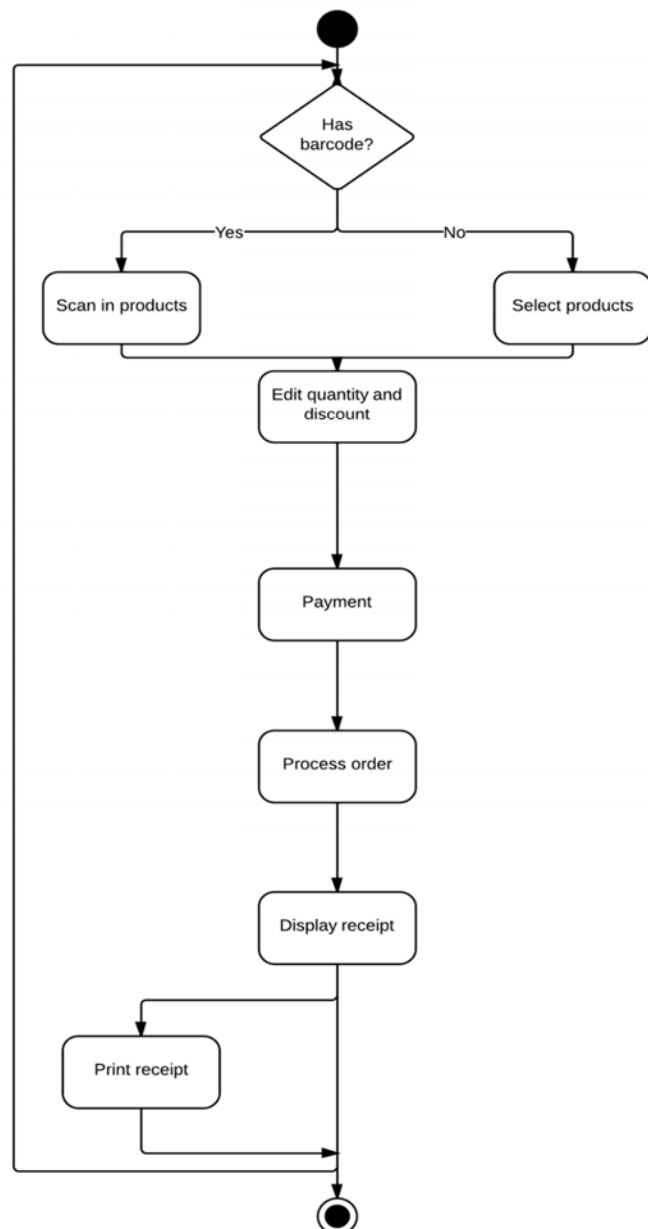 Has
barcode?
Yes
No
Scan in products
Select products
Edit quantity and
discount
Payment
Process order
Display receipt
Print receipt